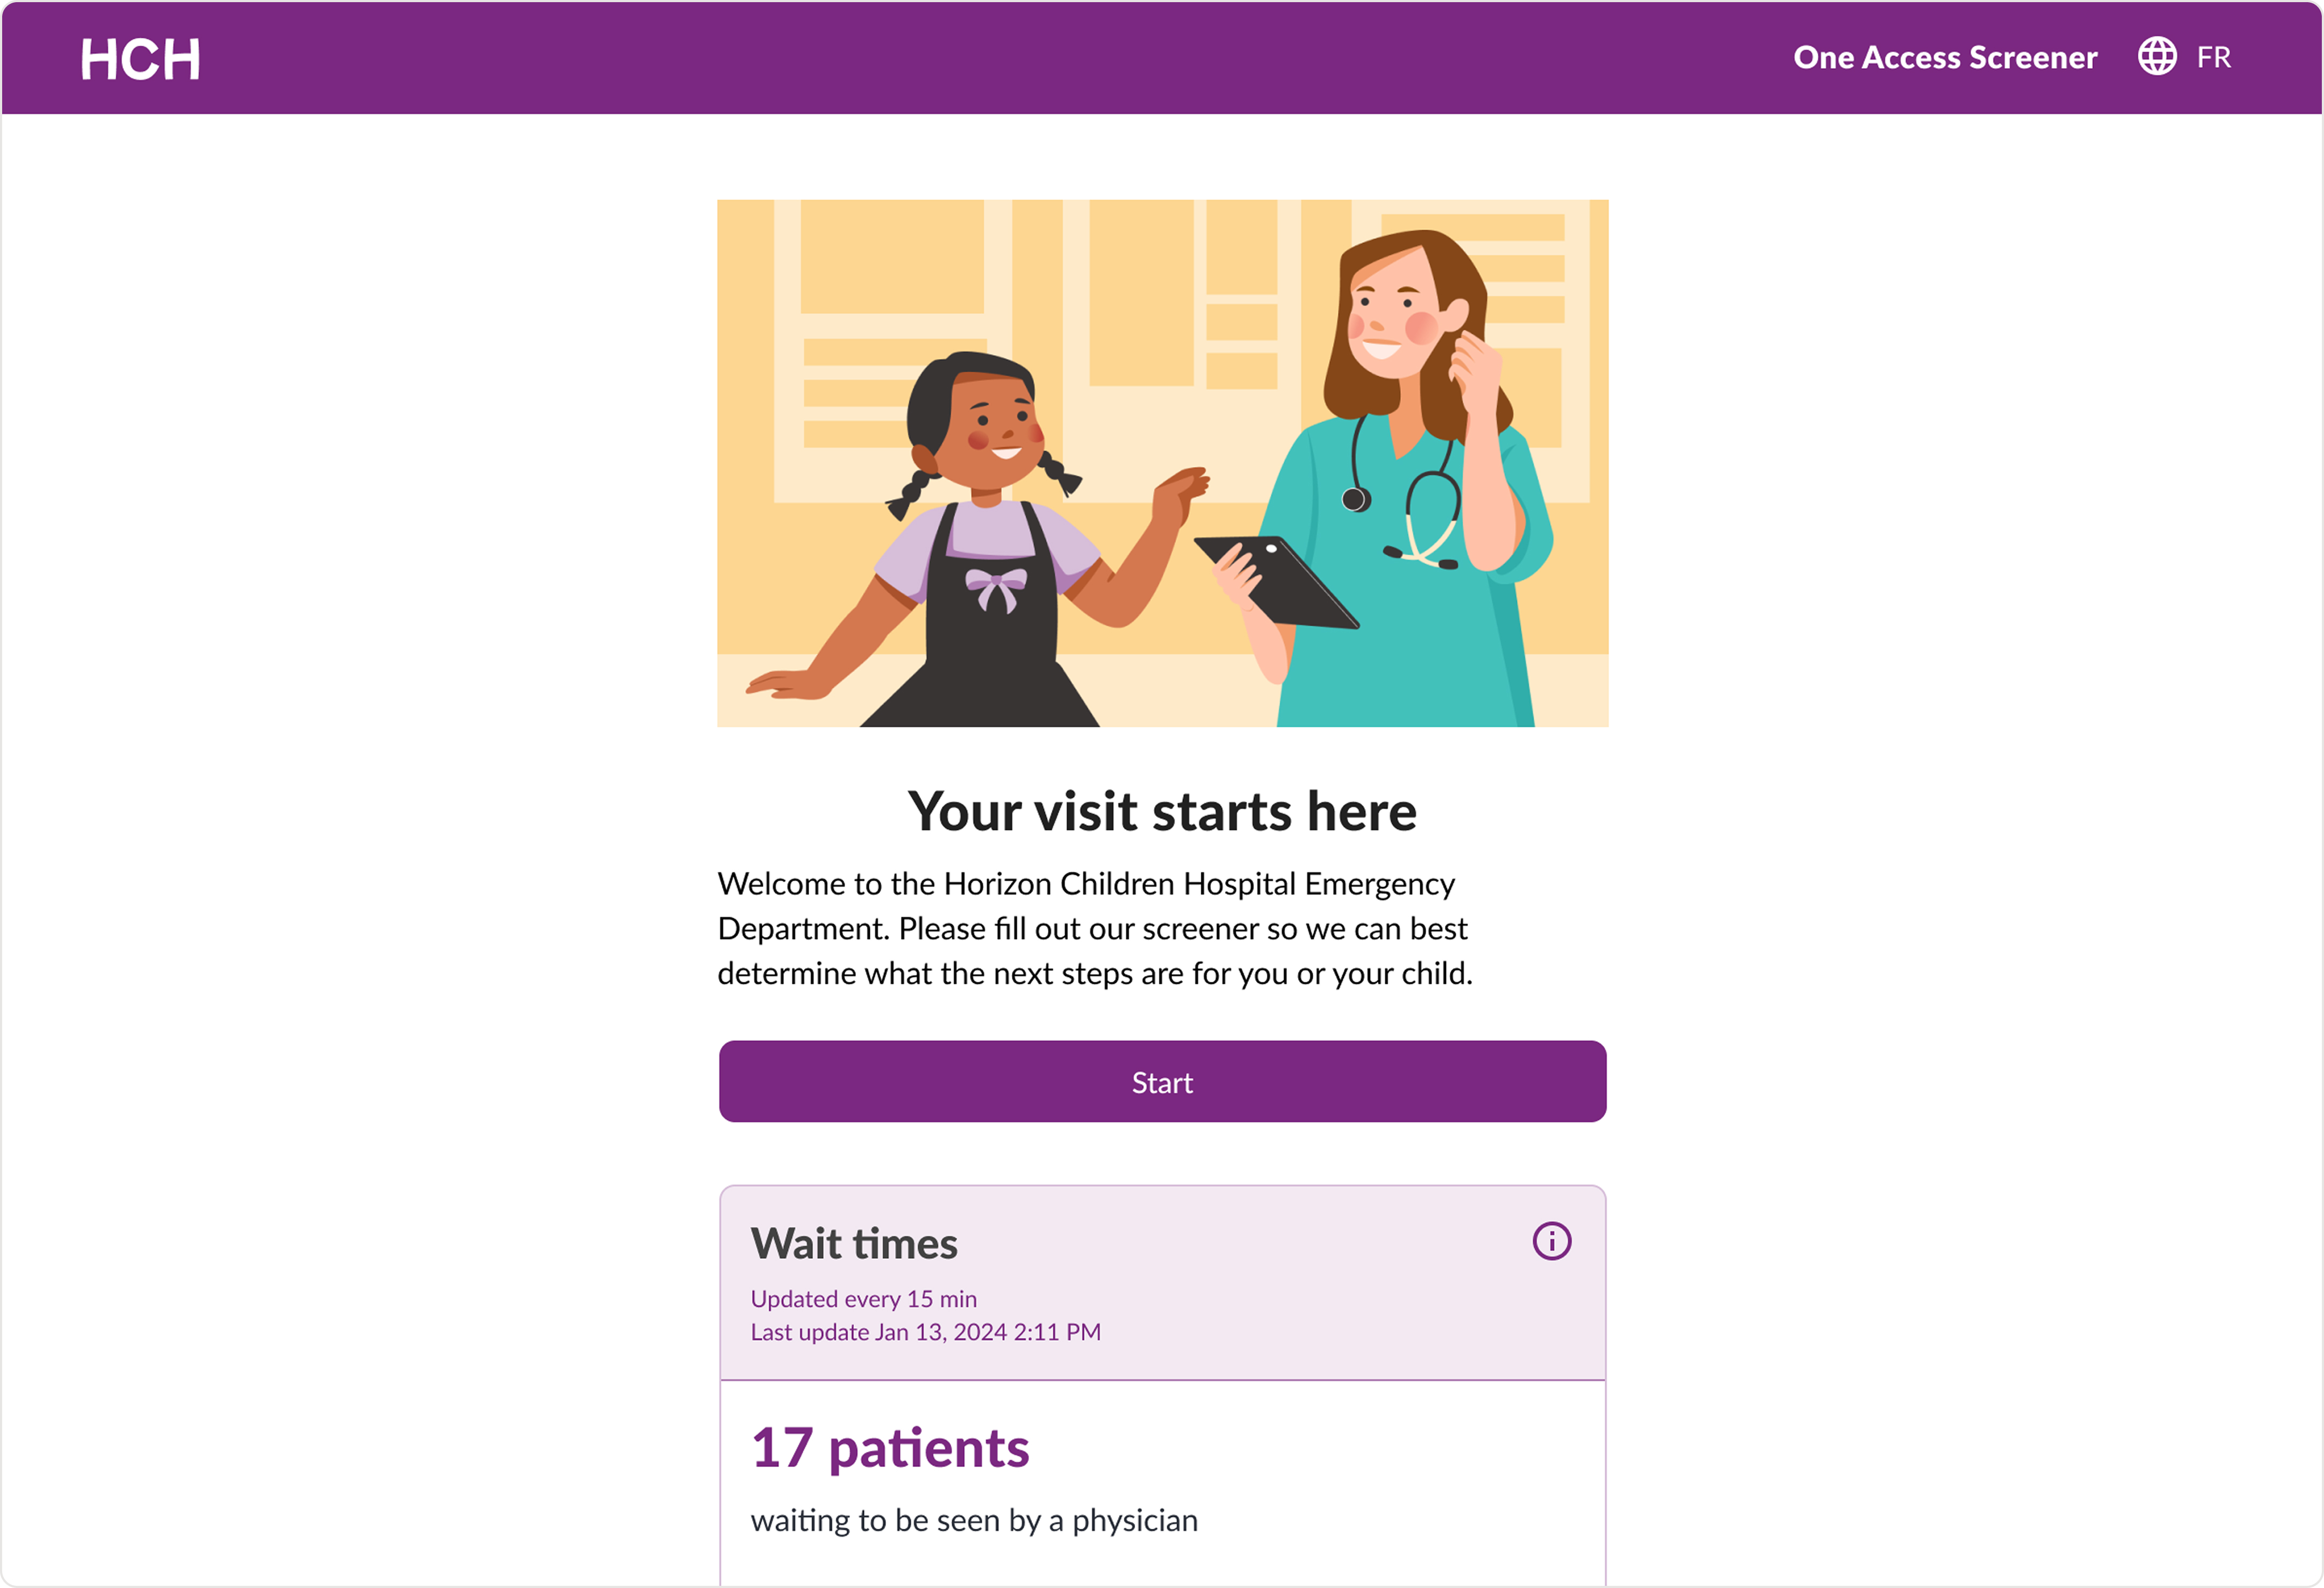 HCH
One Access Screener
FR
Your visit starts here
Welcome to the Horizon Children Hospital Emergency
Department. Please fill out our screener so we can best
determine what the next steps are for you or your child.
Start
Wait times
Updated every 15 min
Last update Jan 13, 2024 2:11 PM
17 patients
waiting to be seen by a physician